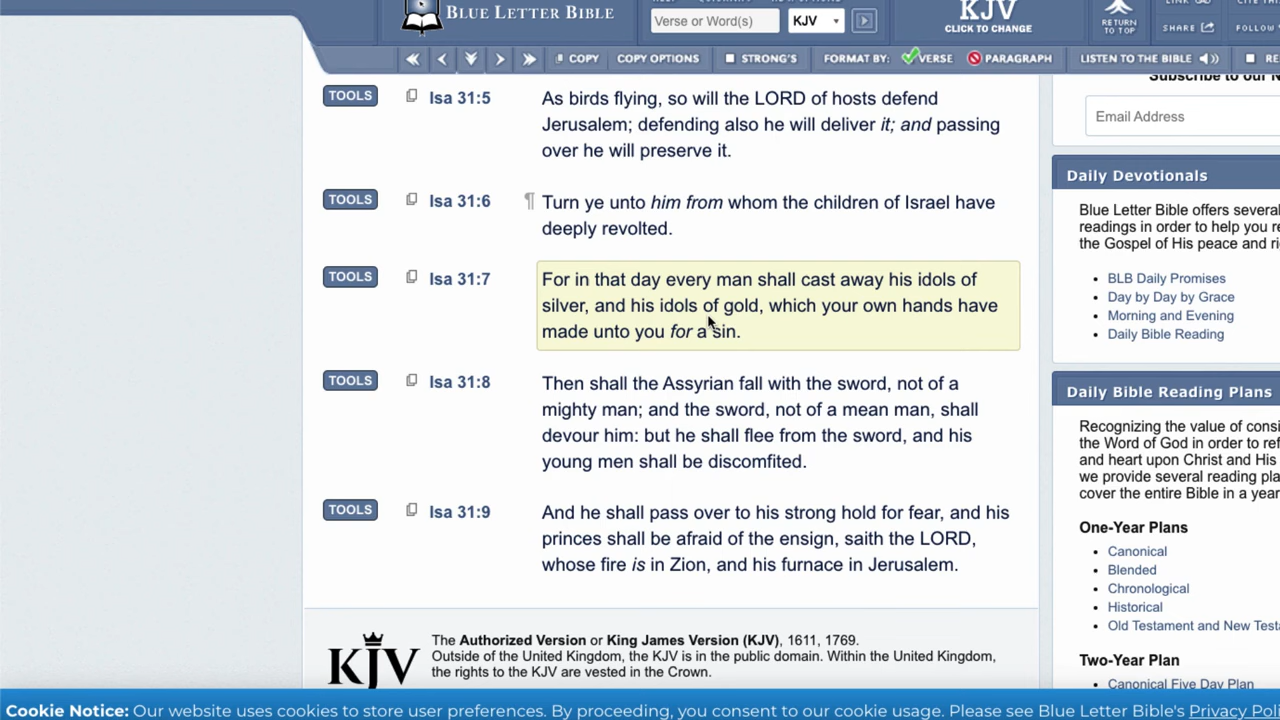 BLUE LETTER BIBLE
Verse or Word(s)
KJV
KJV
CLICK TO CHANGE
RETURN
TO TOP
SHARE
FOLLOW
COPY
COPY OPTIONS
STRONG'S
FORMAT BY:
VERSE
PARAGRAPH
LISTEN TO THE BIBLE
TOOLS Isa 31:5 As birds flying, so will the LORD of hosts defend
Jerusalem; defending also he will deliver it; and passing
over he will preserve it.
TOOLS Isa 31:6 ¶ Turn ye unto him from whom the children of Israel have
deeply revolted.
TOOLS Isa 31:7 For in that day every man shall cast away his idols of
silver, and his idols of gold, which your own hands have
made unto you for a sin.
TOOLS Isa 31:8 Then shall the Assyrian fall with the sword, not of a
mighty man; and the sword, not of a mean man, shall
devour him: but he shall flee from the sword, and his
young men shall be discomfited.
TOOLS Isa 31:9 And he shall pass over to his strong hold for fear, and his
princes shall be afraid of the ensign, saith the LORD,
whose fire is in Zion, and his furnace in Jerusalem.
KJV
The Authorized Version or King James Version (KJV), 1611, 1769.
Outside of the United Kingdom, the KJV is in the public domain. Within the United Kingdom,
the rights to the KJV are vested in the Crown.
Subscribe to our
Email Address
Daily Devotionals
Blue Letter Bible offers several
readings in order to help you
the Gospel of His peace and
BLB Daily Promises
Day by Day by Grace
Morning and Evening
Daily Bible Reading
Daily Bible Reading Plans
Recognizing the value of
the Word of God in order to
and heart upon Christ and His
we provide several reading
cover the entire Bible in a year
One-Year Plans
Canonical
Blended
Chronological
Historical
Old Testament and New
Two-Year Plan
Canonical Five Day Plan
Cookie Notice: Our website uses cookies to store user preferences. By proceeding, you consent to our cookie usage. Please see Blue Letter Bible's Privacy